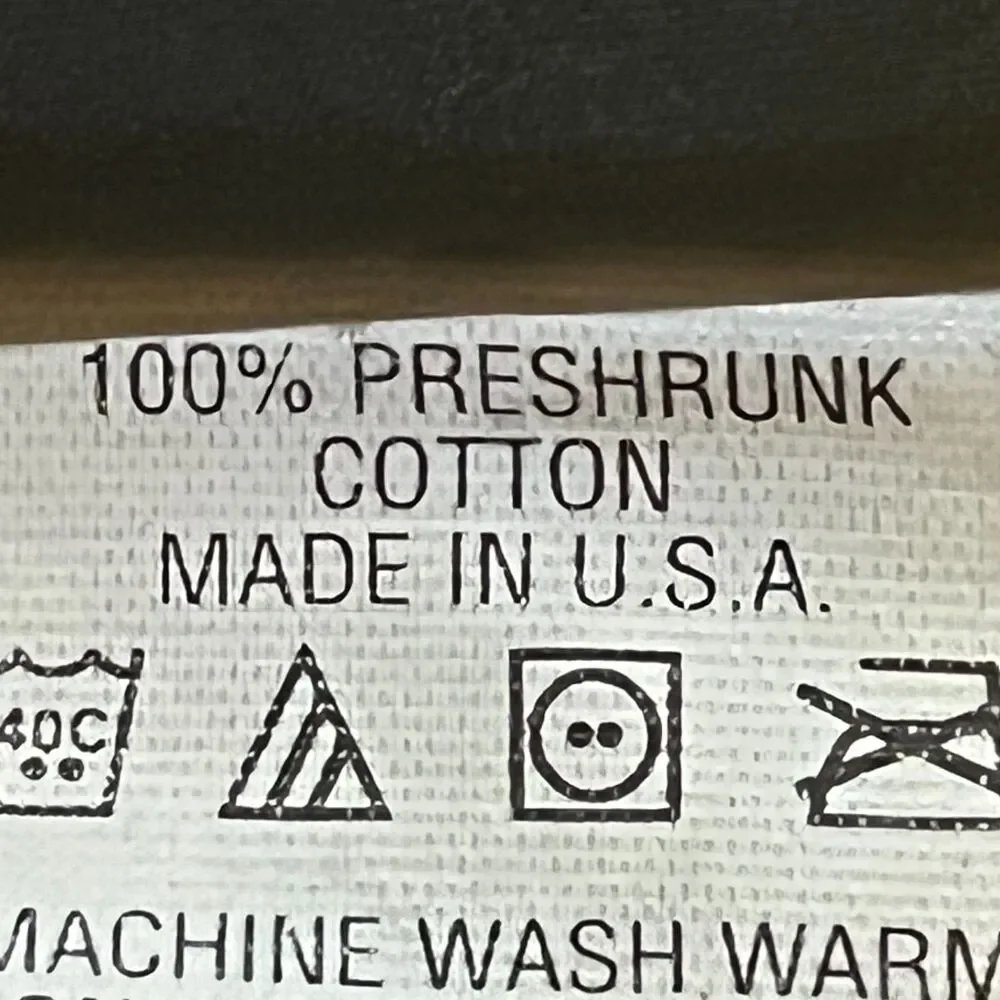 100% PRESHRUNK
COTTON
MADE IN U.S.A.
40C
MACHINE WASH WARM